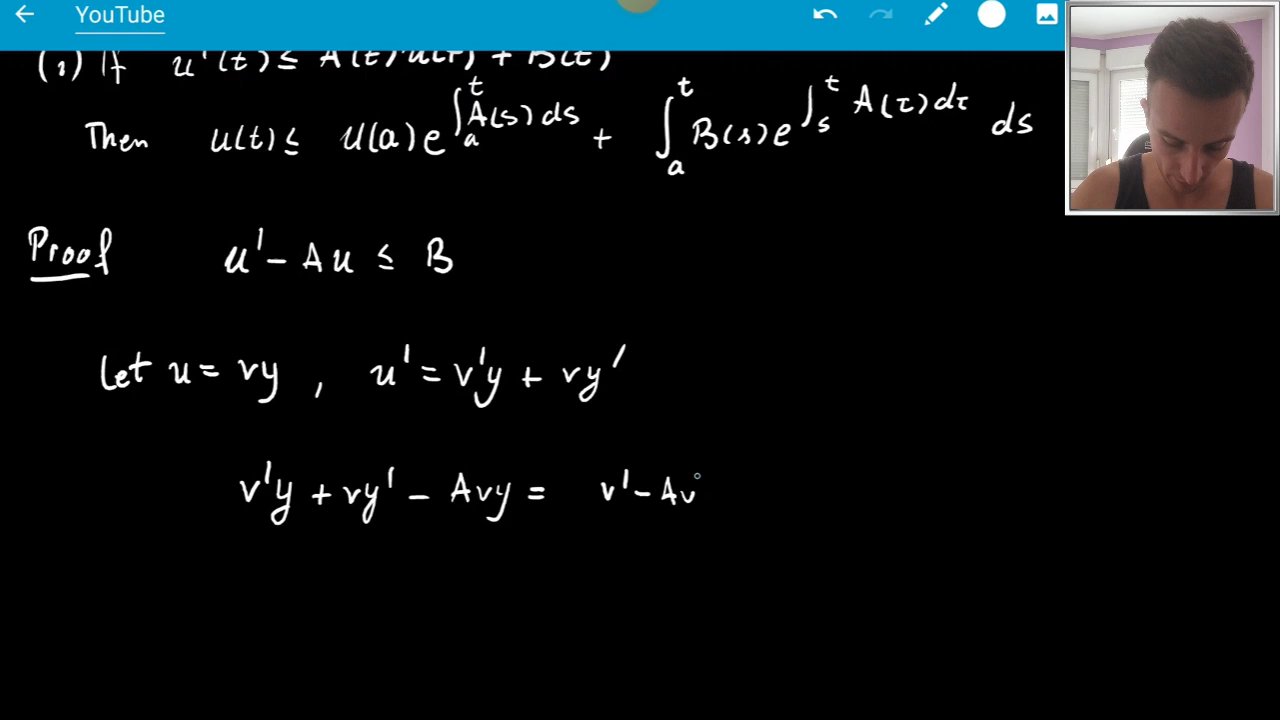 YouTube
(1) If u'(t) ≤ A(t) u(t) + B(t)
Then u(t) ≤ u(a) e^{∫_a^t A(s) ds} + ∫_a^t B(s) e^{∫_s^t A(τ) dτ} ds
Proof u' - Au ≤ B
Let u = vy , u' = v'y + vy'
v'y + vy' - Avy = v' - Av